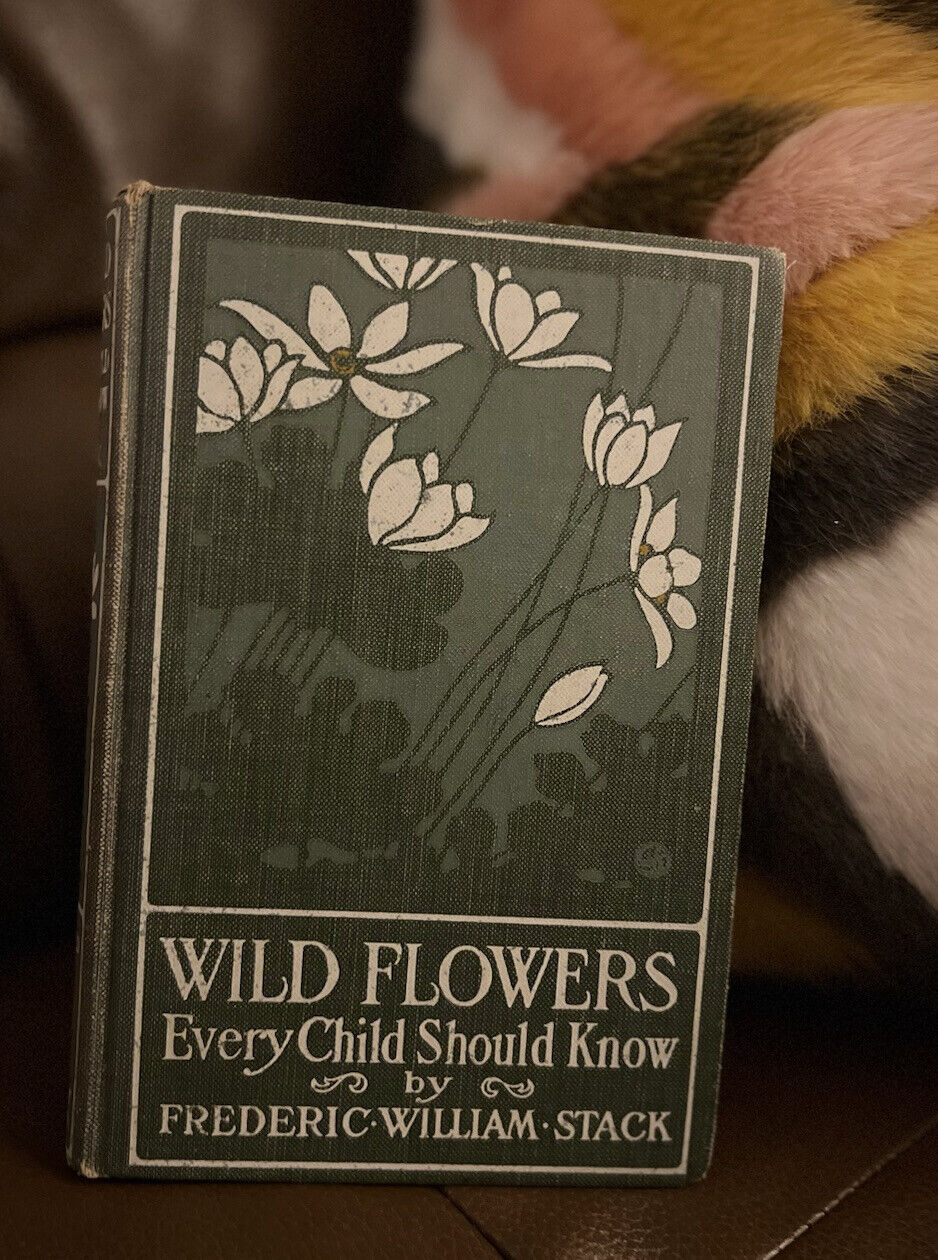 WILD FLOWERS
Every Child Should Know
by
FREDERIC·WILLIAM·STACK